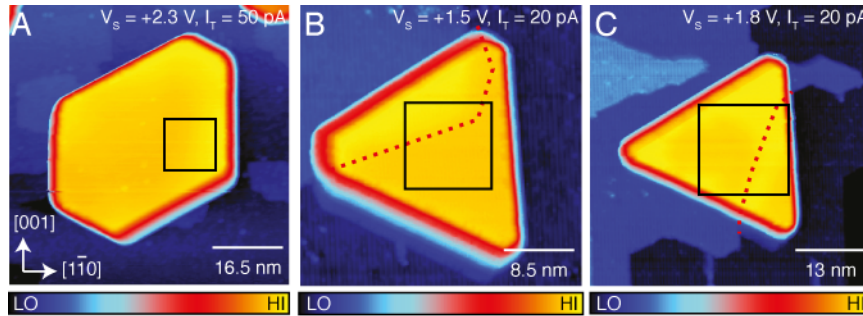 A
V_S = +2.3 V, I_T = 50 pA
[001]
[11̄0]
16.5 nm
LO
HI
B
V_S = +1.5 V, I_T = 20 pA
8.5 nm
LO
HI
C
V_S = +1.8 V, I_T = 20 pA
13 nm
LO
HI